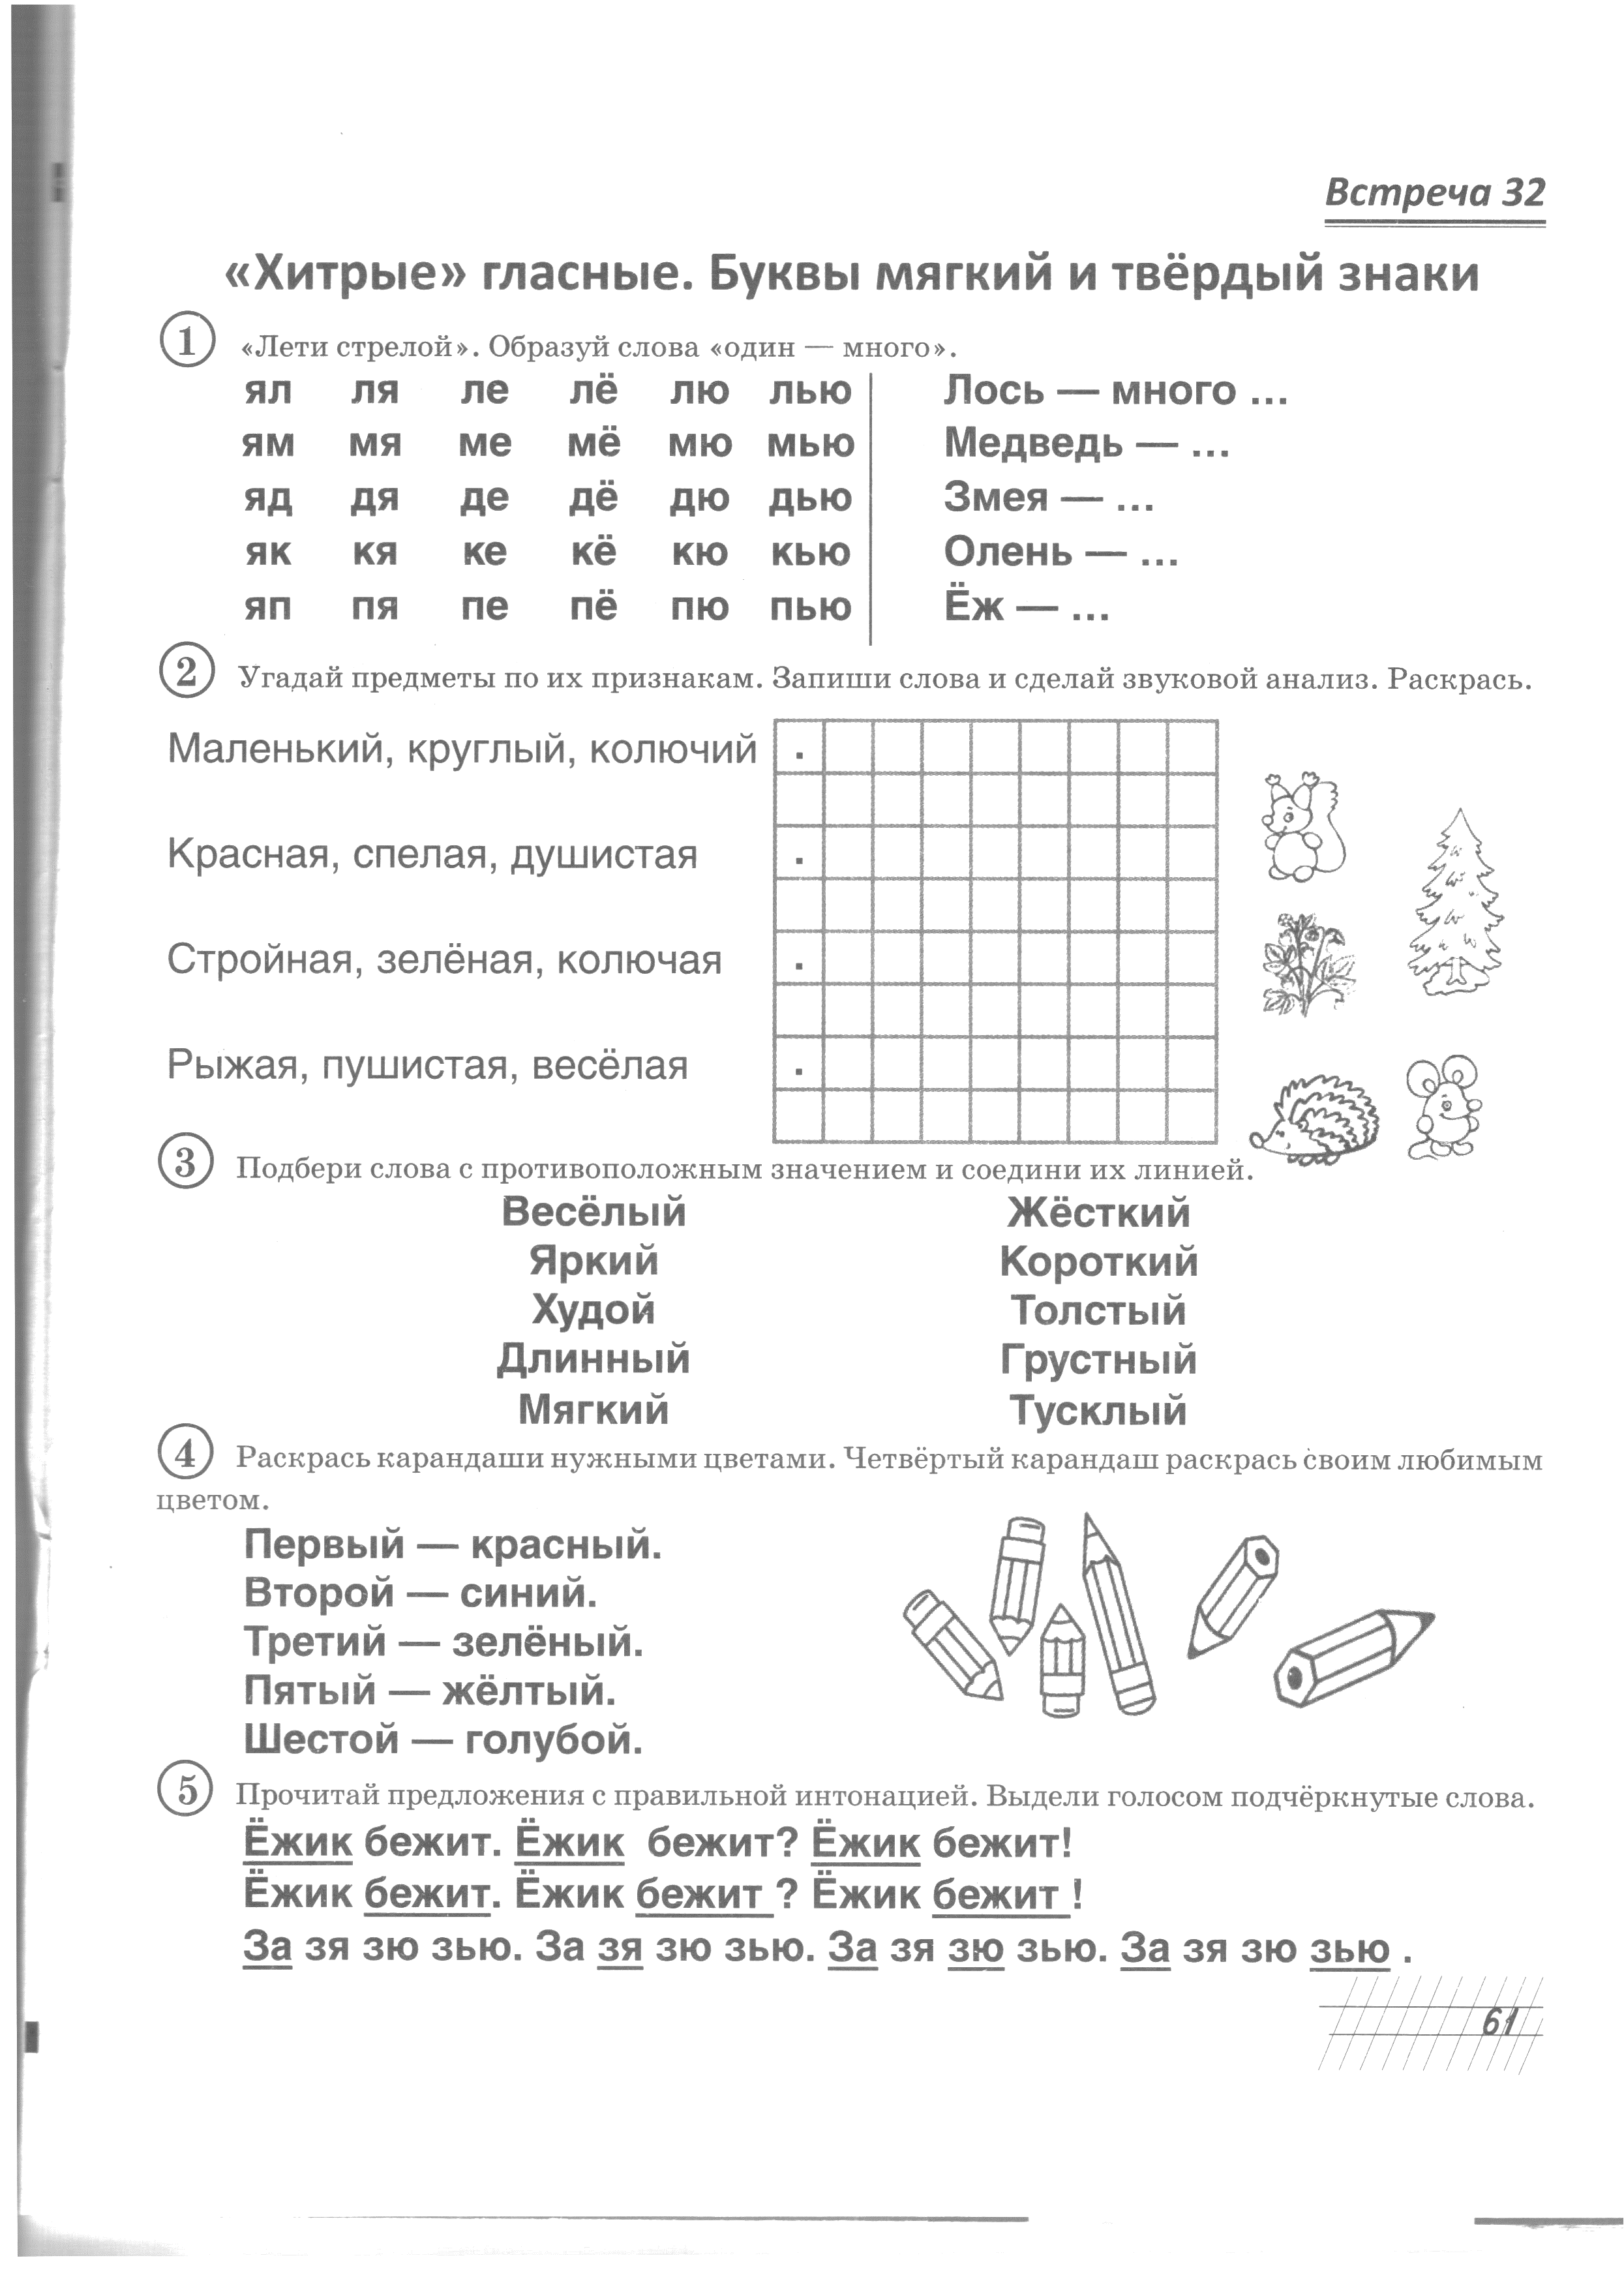 Встреча 32
«Хитрые» гласные. Буквы мягкий и твёрдый знаки
1 «Лети стрелой». Образуй слова «один — много».
ял ля ле лё лю лью
ям мя ме мё мю мью
яд дя де дё дю дью
як кя ке кё кю кью
яп пя пе пё пю пью
Лось — много ...
Медведь — ...
Змея — ...
Олень — ...
Ёж — ...
2 Угадай предметы по их признакам. Запиши слова и сделай звуковой анализ. Раскрась.
Маленький, круглый, колючий
Красная, спелая, душистая
Стройная, зелёная, колючая
Рыжая, пушистая, весёлая
3 Подбери слова с противоположным значением и соедини их линией.
Весёлый Жёсткий
Яркий Короткий
Худой Толстый
Длинный Грустный
Мягкий Тусклый
4 Раскрась карандаши нужными цветами. Четвёртый карандаш раскрась своим любимым
цветом.
Первый — красный.
Второй — синий.
Третий — зелёный.
Пятый — жёлтый.
Шестой — голубой.
5 Прочитай предложения с правильной интонацией. Выдели голосом подчёркнутые слова.
Ёжик бежит. Ёжик бежит? Ёжик бежит!
Ёжик бежит. Ёжик бежит ? Ёжик бежит !
За зя зю зью. За зя зю зью. За зя зю зью. За зя зю зью .
61